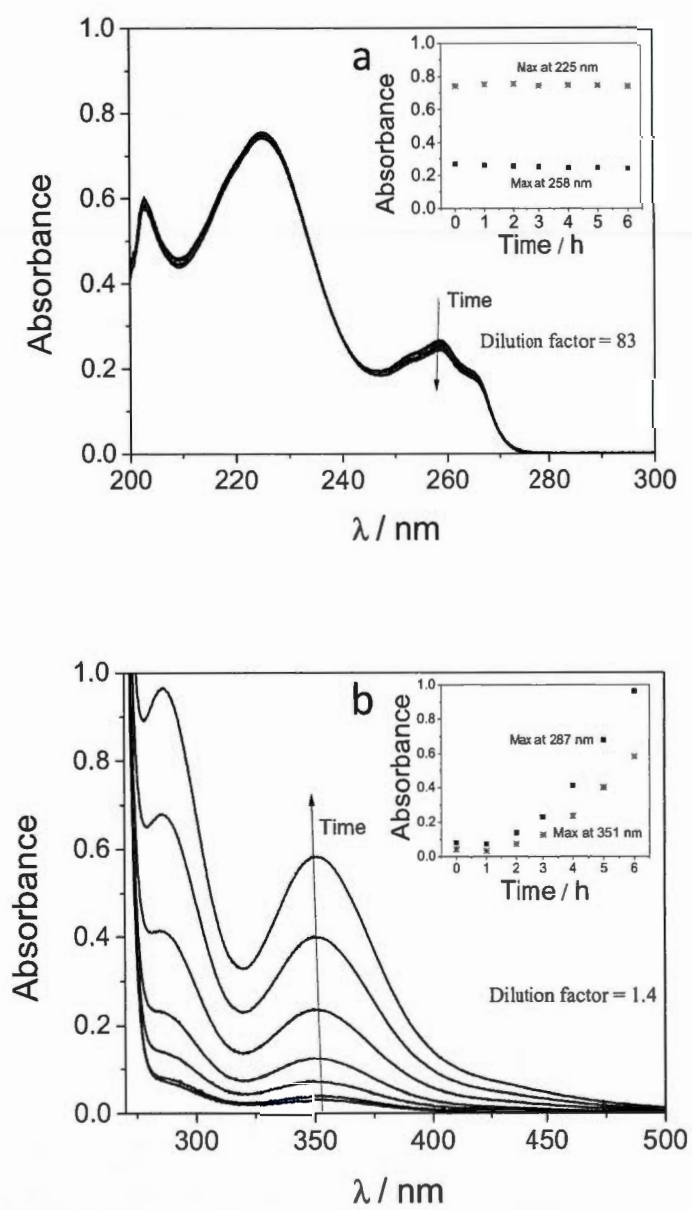 a
1.0
0.8
0.6
0.4
0.2
0.0
Absorbance
200
220
240
260
280
300
λ / nm
Time
Dilution factor = 83
1.0
0.8
0.6
0.4
0.2
0.0
Absorbance
Max at 225 nm
Max at 258 nm
0 1 2 3 4 5 6
Time / h
b
1.0
0.8
0.6
0.4
0.2
0.0
Absorbance
300
350
400
450
500
λ / nm
Time
Dilution factor = 1.4
1.0
0.8
0.6
0.4
0.2
0.0
Absorbance
Max at 287 nm
Max at 351 nm
0 1 2 3 4 5 6
Time / h